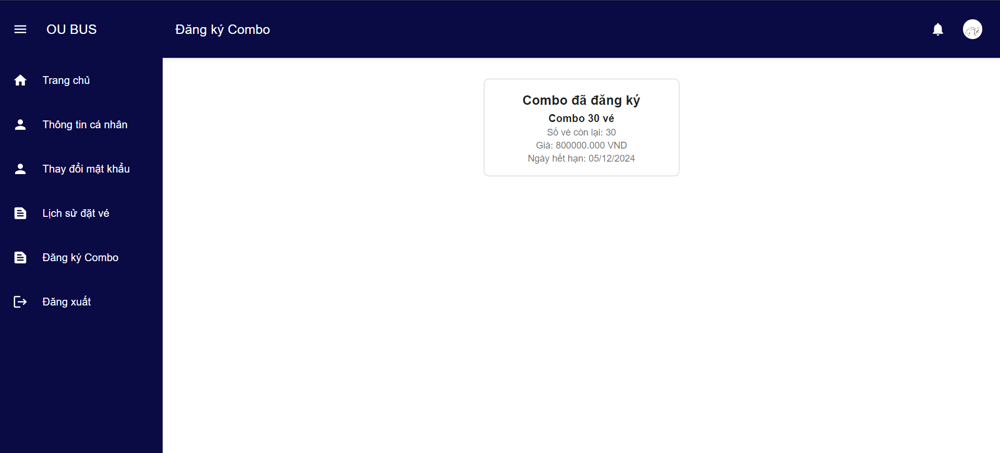 OU BUS
Đăng ký Combo
Trang chủ
Thông tin cá nhân
Thay đổi mật khẩu
Lịch sử đặt vé
Đăng ký Combo
Đăng xuất
Combo đã đăng ký
Combo 30 vé
Số vé còn lại: 30
Giá: 800000.000 VND
Ngày hết hạn: 05/12/2024